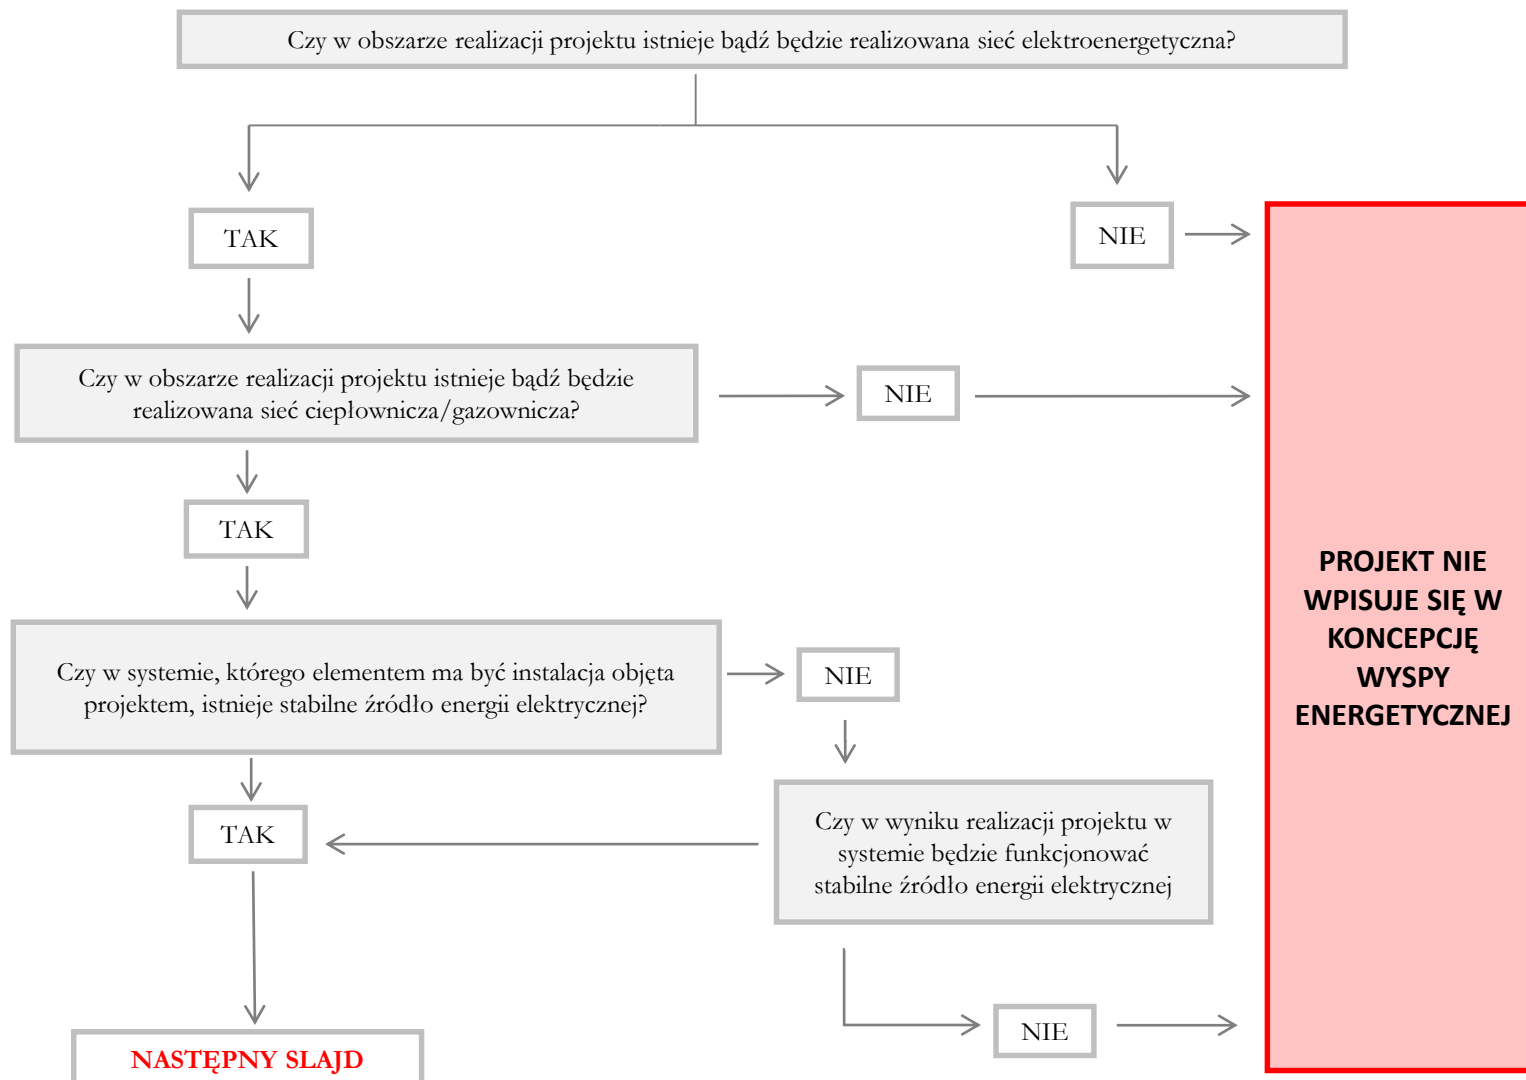 Czy w obszarze realizacji projektu istnieje bądź będzie realizowana sieć elektroenergetyczna?
TAK
NIE
Czy w obszarze realizacji projektu istnieje bądź będzie
realizowana sieć ciepłownicza/gazownicza?
NIE
TAK
Czy w systemie, którego elementem ma być instalacja objęta
projektem, istnieje stabilne źródło energii elektrycznej?
NIE
TAK
Czy w wyniku realizacji projektu w
systemie będzie funkcjonować
stabilne źródło energii elektrycznej
NIE
NASTĘPNY SLAJD
PROJEKT NIE
WPISUJE SIĘ W
KONCEPCJĘ
WYSPY
ENERGETYCZNEJ